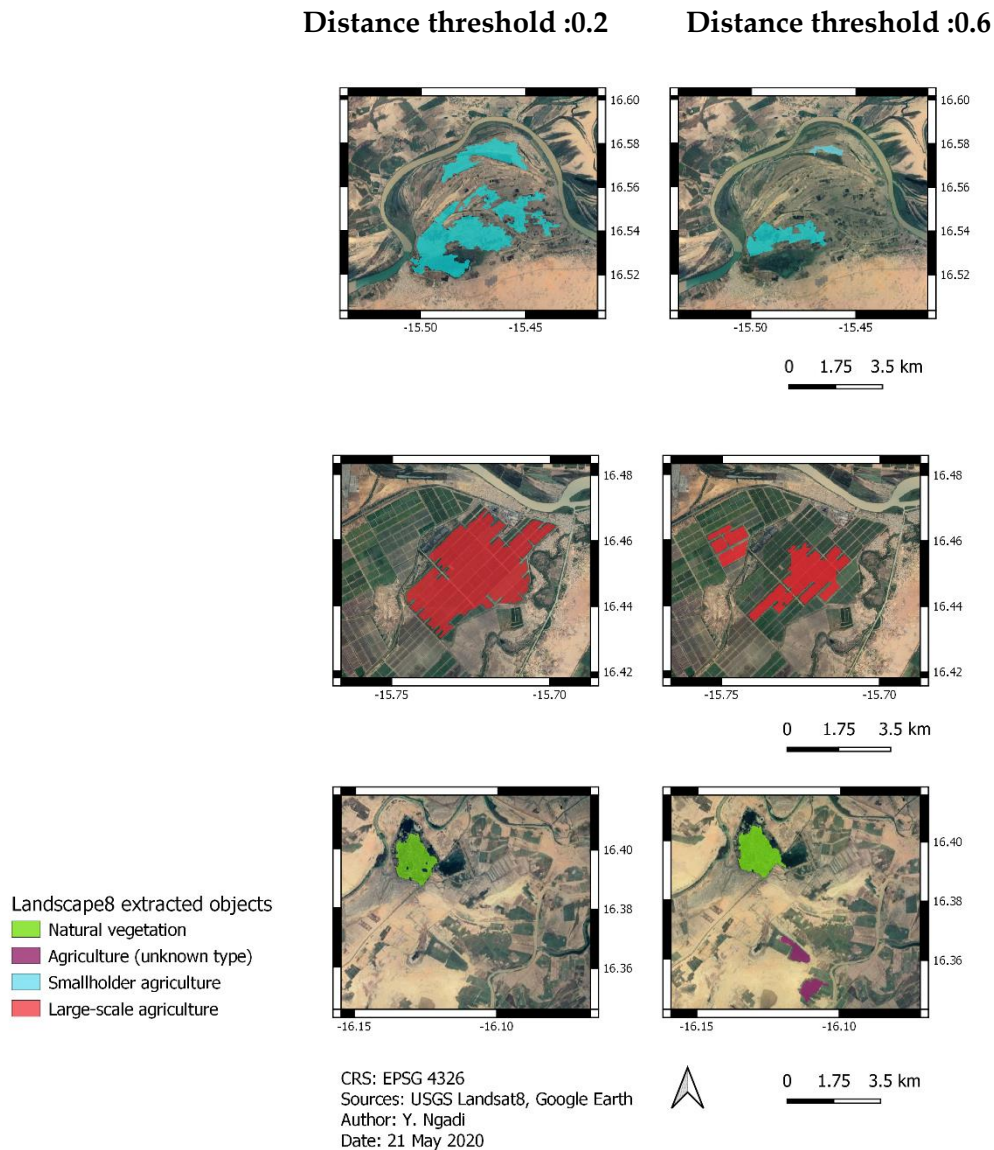 Distance threshold :0.2 Distance threshold :0.6
16.60 16.60
16.58 16.58
16.56 16.56
16.54 16.54
16.52 16.52
-15.50 -15.45 -15.50 -15.45
0 1.75 3.5 km
16.48 16.48
16.46 16.46
16.44 16.44
16.42 16.42
-15.75 -15.70 -15.75 -15.70
0 1.75 3.5 km
16.40 16.40
16.38 16.38
16.36 16.36
-16.15 -16.10 -16.15 -16.10
Landscape8 extracted objects
Natural vegetation
Agriculture (unknown type)
Smallholder agriculture
Large-scale agriculture
CRS: EPSG 4326
Sources: USGS Landsat8, Google Earth
Author: Y. Ngadi
Date: 21 May 2020
0 1.75 3.5 km